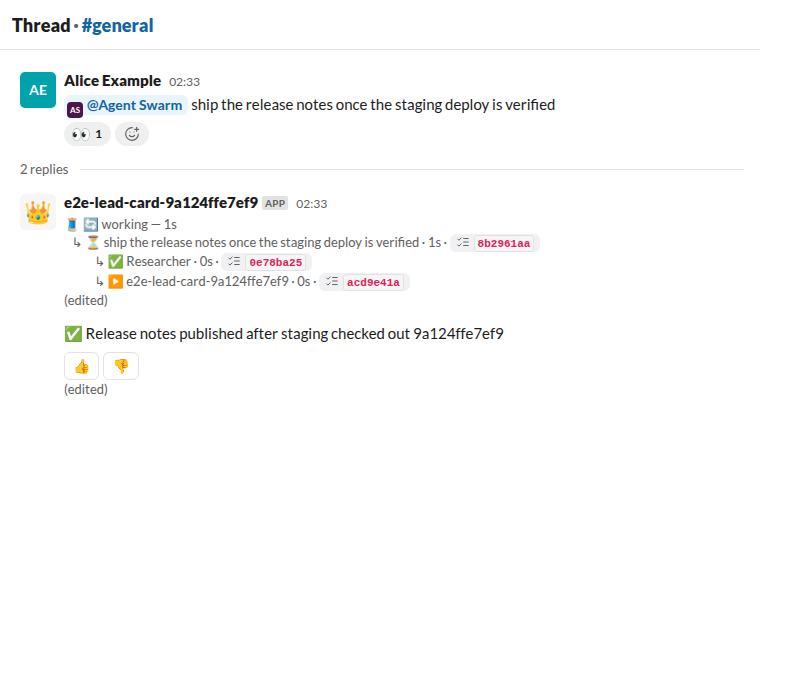 Thread · #general
AE
Alice Example 02:33
AS @Agent Swarm ship the release notes once the staging deploy is verified
👀 1
2 replies
e2e-lead-card-9a124ffe7ef9 APP 02:33
🧵 🔄 working — 1s
↳ ⏳ ship the release notes once the staging deploy is verified · 1s · 8b2961aa
↳ ✅ Researcher · 0s · 0e78ba25
↳ ▶️ e2e-lead-card-9a124ffe7ef9 · 0s · acd9e41a
(edited)
✅ Release notes published after staging checked out 9a124ffe7ef9
👍 👎
(edited)